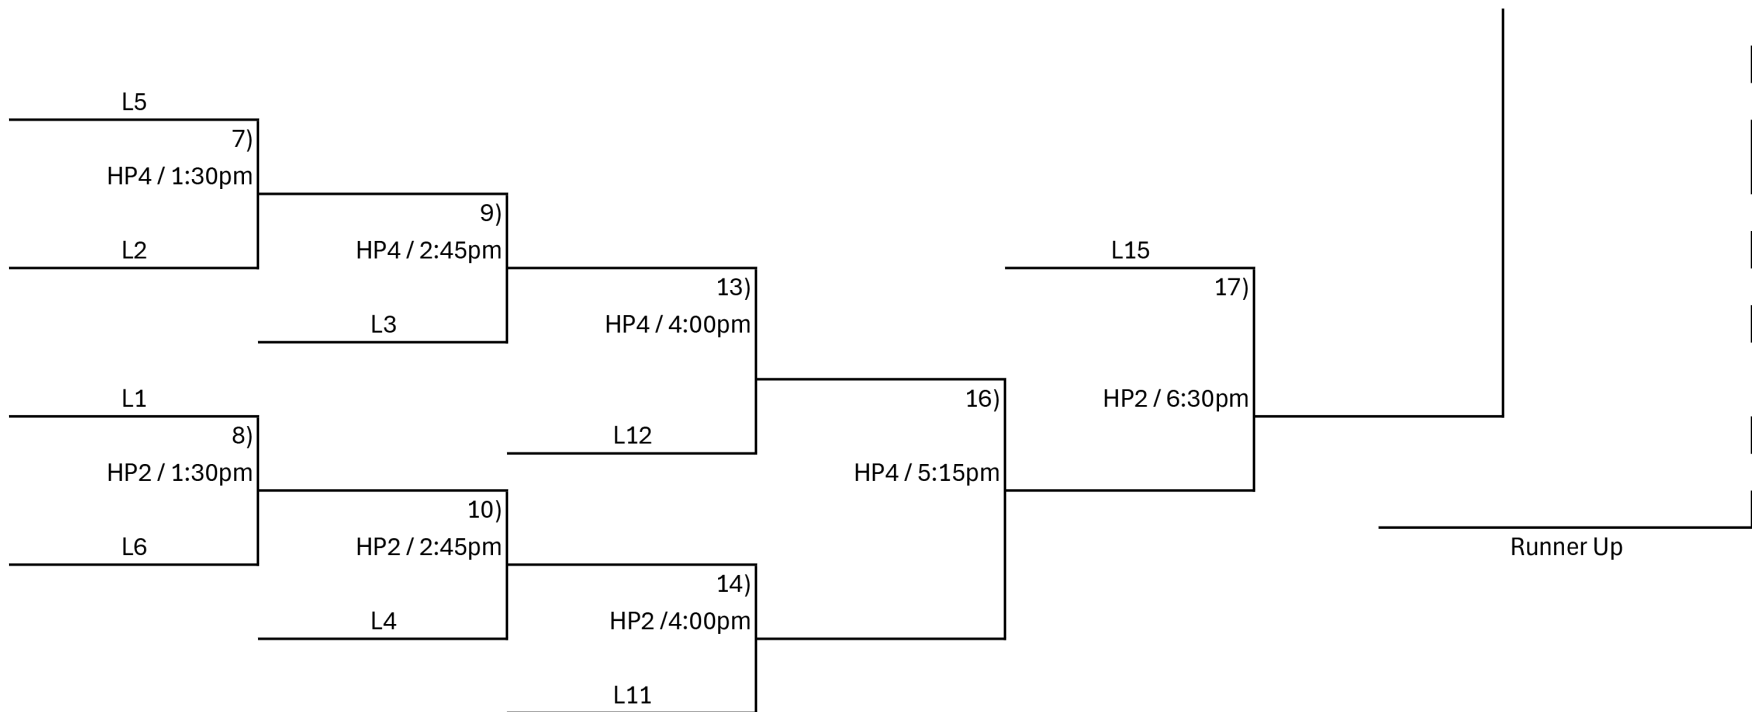 L5
7)
HP4 / 1:30pm
L2
9)
HP4 / 2:45pm
L3
13)
HP4 / 4:00pm
L12
L1
8)
HP2 / 1:30pm
L6
10)
HP2 / 2:45pm
L4
14)
HP2 /4:00pm
L11
16)
HP4 / 5:15pm
L15
17)
HP2 / 6:30pm
Runner Up